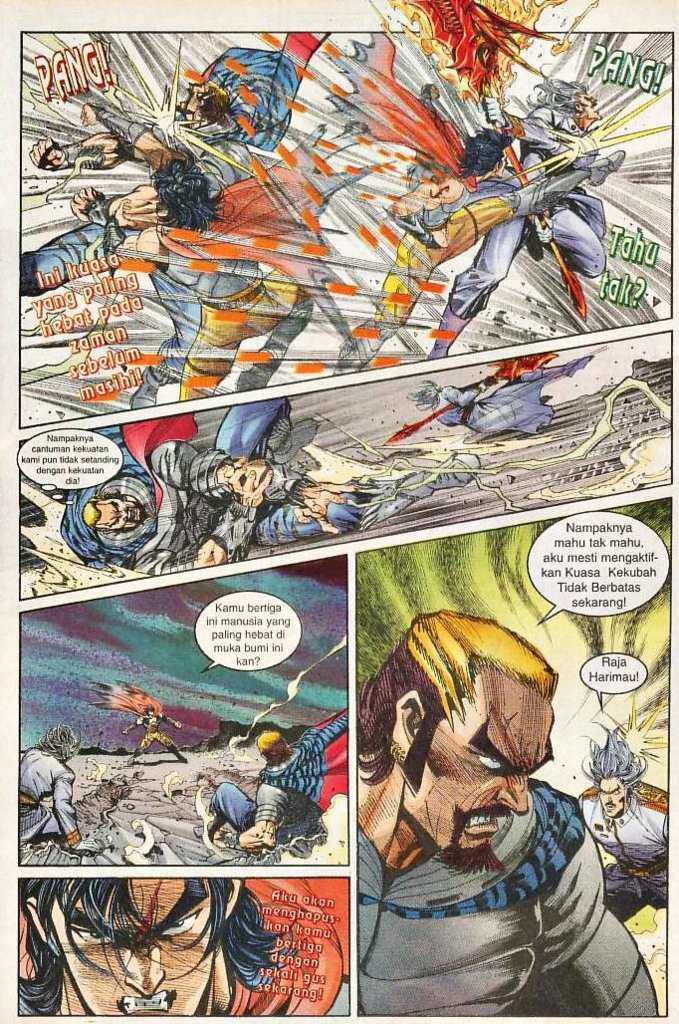 PANG!
PANG!
Ini kuasa
yang paling
hebat pada
zaman
sebelum
masihi!
Tahu
tak?
Nampaknya
cantuman kekuatan
kami pun tidak setanding
dengan kekuatan
dia!
Nampaknya
mahu tak mahu,
aku mesti mengaktif-
kan Kuasa Kekubah
Tidak Berbatas
sekarang!
Raja
Harimau!
Kamu bertiga
ini manusia yang
paling hebat di
muka bumi ini
kan?
Aku akan
menghapus-
kan kamu
bertiga
dengan
sekali gus
sekarang!